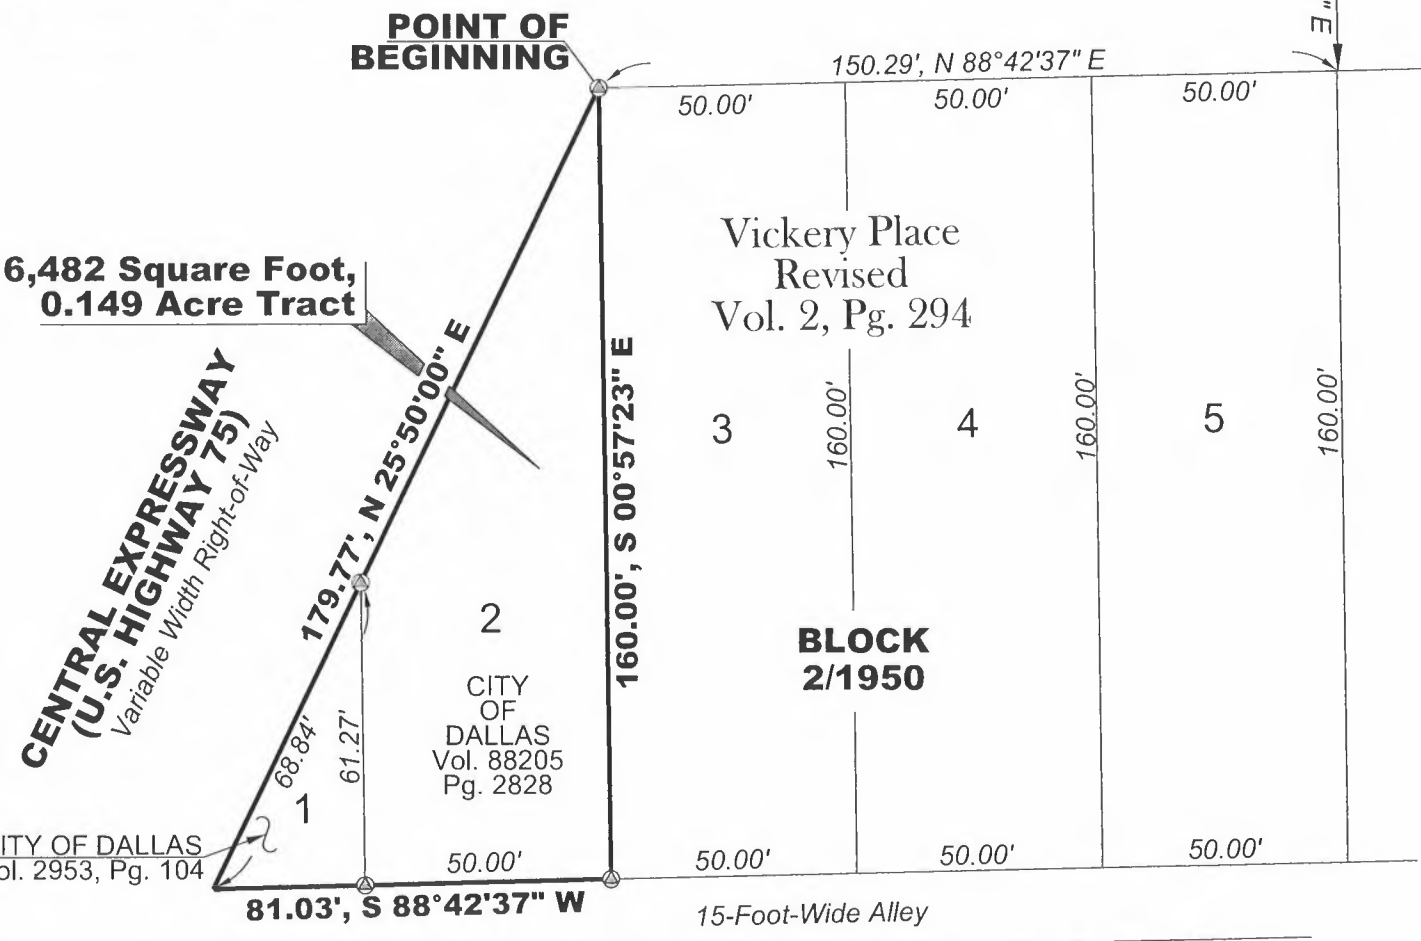 POINT OF
BEGINNING
" E
150.29', N 88°42'37" E
50.00'
50.00'
50.00'
Vickery Place
Revised
Vol. 2, Pg. 294
6,482 Square Foot,
0.149 Acre Tract
CENTRAL EXPRESSWAY
(U.S. HIGHWAY 75)
Variable Width Right-of-Way
179.77', N 25°50'00" E
160.00', S 00°57'23" E
3
160.00'
4
160.00'
5
160.00'
2
CITY
OF
DALLAS
Vol. 88205
Pg. 2828
BLOCK
2/1950
68.84'
61.27'
1
ITY OF DALLAS
ol. 2953, Pg. 104
50.00'
50.00'
50.00'
50.00'
81.03', S 88°42'37" W
15-Foot-Wide Alley